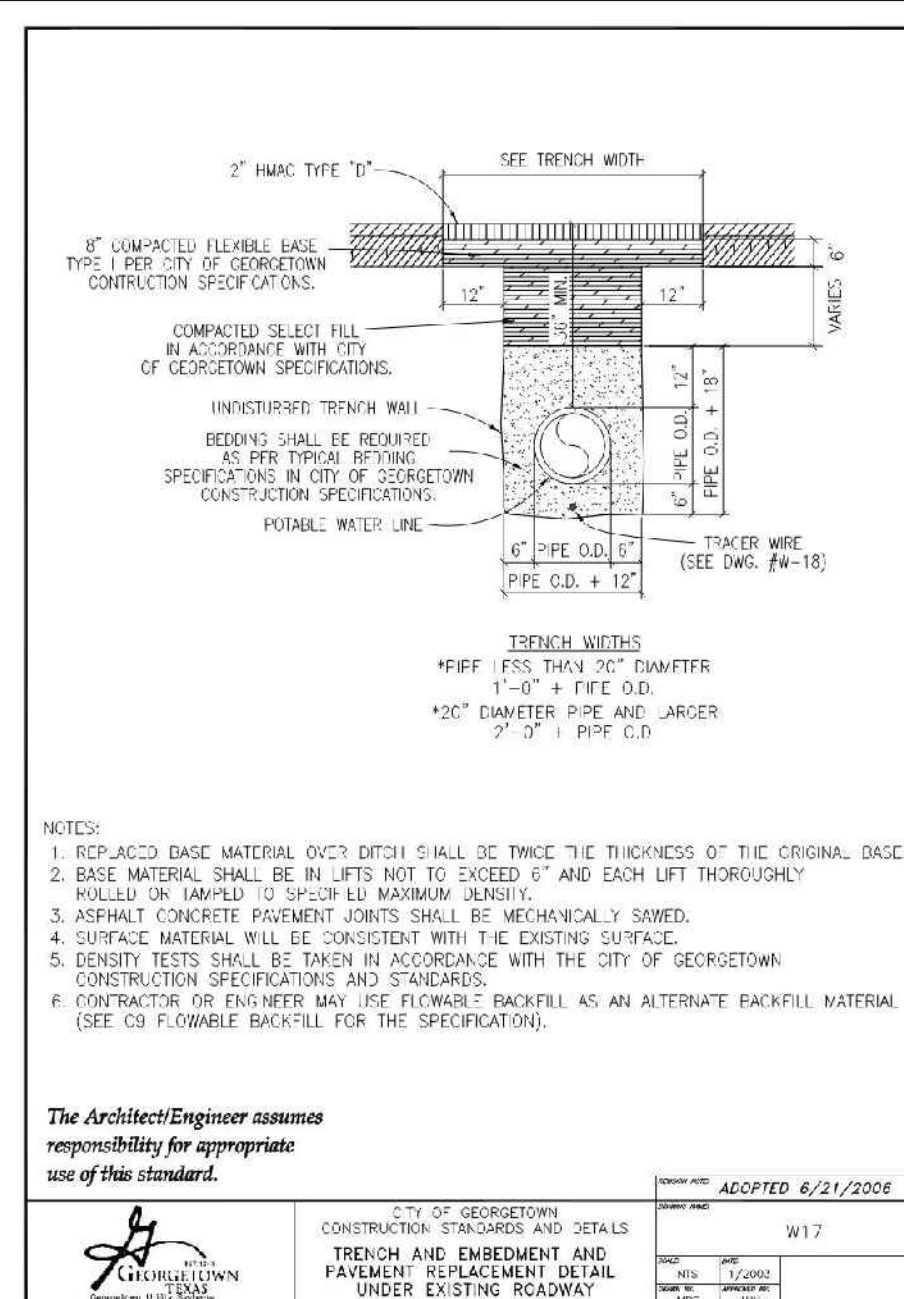 SEE TRENCH WIDTH
2" HMAC TYPE "D"
8" COMPACTED FLEXIBLE BASE
TYPE I PER CITY OF GEORGETOWN
CONTRUCTION SPECIFICATIONS.
12"
36" MIN.
12"
6"
VARIES
COMPACTED SELECT FILL
IN ACCORDANCE WITH CITY
OF GEORGETOWN SPECIFICATIONS.
UNDISTURBED TRENCH WALL
BEDDING SHALL BE REQUIRED
AS PER TYPICAL BEDDING
SPECIFICATIONS IN CITY OF GEORGETOWN
CONSTRUCTION SPECIFICATIONS.
POTABLE WATER LINE
12"
PIPE O.D.
6"
PIPE O.D. + 18"
TRACER WIRE
(SEE DWG. #W-18)
6" PIPE O.D. 6"
PIPE O.D. + 12"
TRENCH WIDTHS
*PIPE LESS THAN 20" DIAMETER
1'-0" + PIPE O.D.
*20" DIAMETER PIPE AND LARGER
2'-0" + PIPE O.D
NOTES:
1. REPLACED BASE MATERIAL OVER DITCH SHALL BE TWICE THE THICKNESS OF THE ORIGINAL BASE
2. BASE MATERIAL SHALL BE IN LIFTS NOT TO EXCEED 6" AND EACH LIFT THOROUGHLY
ROLLED OR TAMPED TO SPECIFIED MAXIMUM DENSITY.
3. ASPHALT CONCRETE PAVEMENT JOINTS SHALL BE MECHANICALLY SAWED.
4. SURFACE MATERIAL WILL BE CONSISTENT WITH THE EXISTING SURFACE.
5. DENSITY TESTS SHALL BE TAKEN IN ACCORDANCE WITH THE CITY OF GEORGETOWN
CONSTRUCTION SPECIFICATIONS AND STANDARDS.
6. CONTRACTOR OR ENGINEER MAY USE FLOWABLE BACKFILL AS AN ALTERNATE BACKFILL MATERIAL
(SEE C9 FLOWABLE BACKFILL FOR THE SPECIFICATION).
The Architect/Engineer assumes
responsibility for appropriate
use of this standard.
GEORGETOWN
TEXAS
CITY OF GEORGETOWN
CONSTRUCTION STANDARDS AND DETAILS
TRENCH AND EMBEDMENT AND
PAVEMENT REPLACEMENT DETAIL
UNDER EXISTING ROADWAY
ADOPTED 6/21/2006
W17
NTS
1/2003